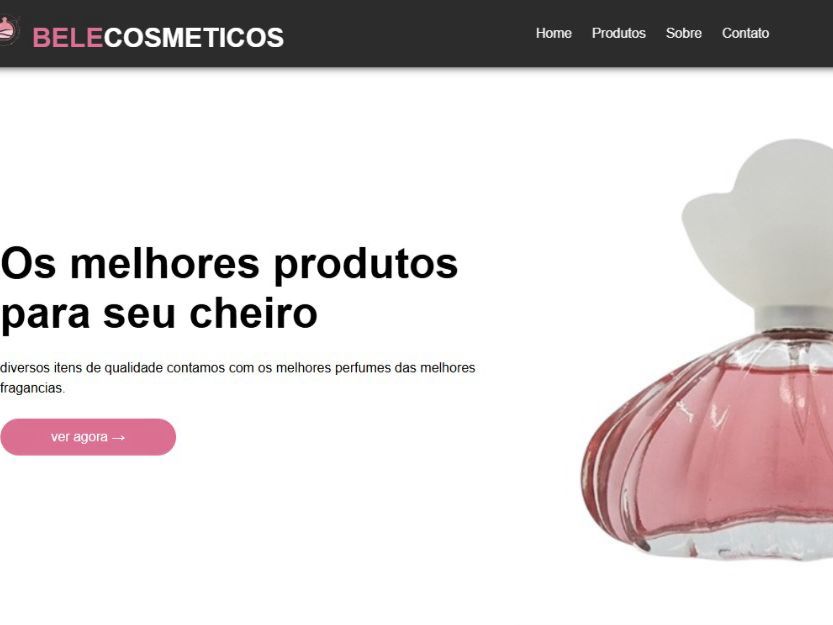 BELECOSMETICOS
Home Produtos Sobre Contato
Os melhores produtos
para seu cheiro
diversos itens de qualidade contamos com os melhores perfumes das melhores
fragancias.
ver agora →